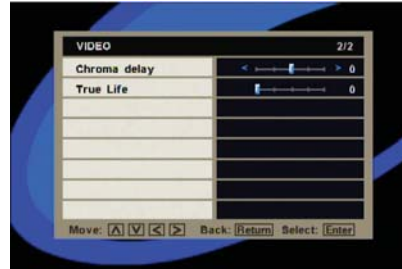 VIDEO 2/2
Chroma delay < > 0
True Life 0
Move: Λ V < > Back: Return Select: Enter